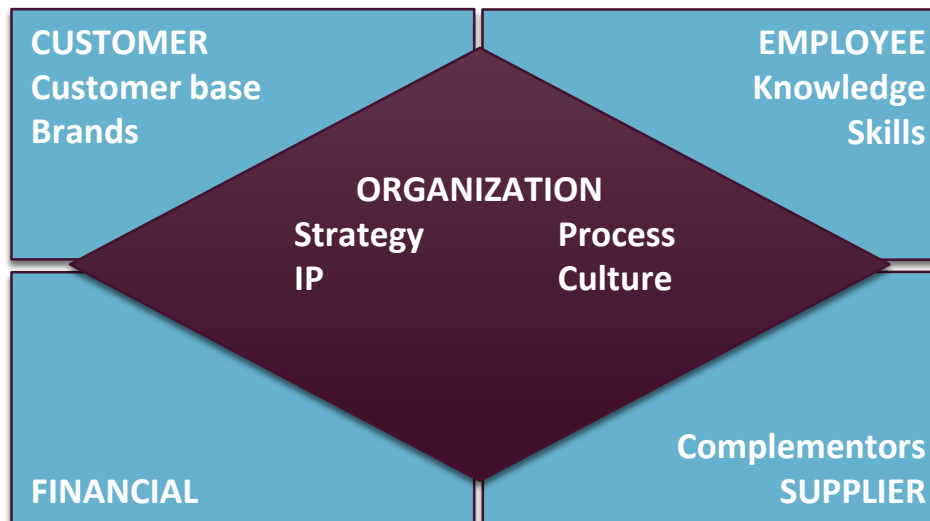 CUSTOMER
Customer base
Brands
EMPLOYEE
Knowledge
Skills
ORGANIZATION
Strategy Process
IP Culture
FINANCIAL
Complementors
SUPPLIER